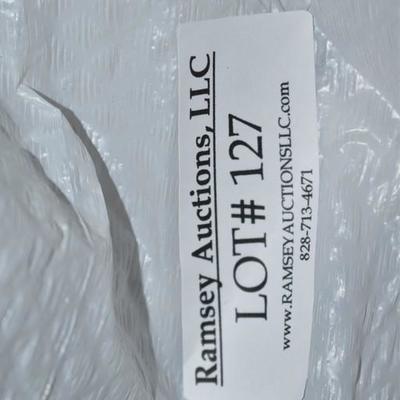 Ramsey Auctions, LLC
LOT# 127
www.RAMSEYAUCTIONSLLC.com
828-713-4671